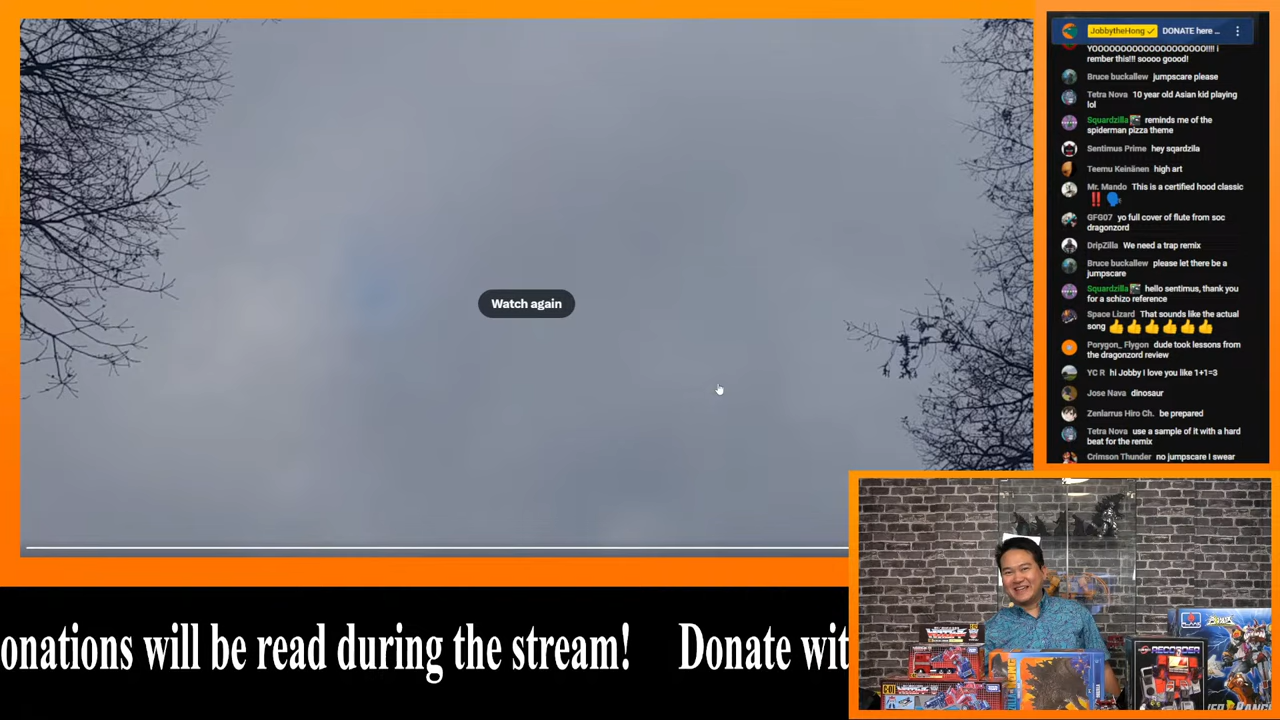 JobbytheHong DONATE here ...
YOOOOOOOOOOOOOOOOOOO!!!! i
rember this!!! soooo goood!
Bruce buckallew jumpscare please
Tetra Nova 10 year old Asian kid playing
lol
Squardzilla reminds me of the
spiderman pizza theme
Sentimus Prime hey sqardzila
Teemu Keinänen high art
Mr. Mando This is a certified hood classic
‼️🗣️
GFG07 yo full cover of flute from soc
dragonzord
DripZilla We need a trap remix
Bruce buckallew please let there be a
jumpscare
Squardzilla hello sentimus, thank you
for a schizo reference
Space Lizard That sounds like the actual
song 👍👍👍👍👍👍
Porygon_ Flygon dude took lessons from
the dragonzord review
YC R hi Jobby I love you like 1+1=3
Jose Nava dinosaur
Zenlarrus Hiro Ch. be prepared
Tetra Nova use a sample of it with a hard
beat for the remix
Crimson Thunder no jumpscare I swear
Watch again
onations will be read during the stream! Donate wit
RECORDER